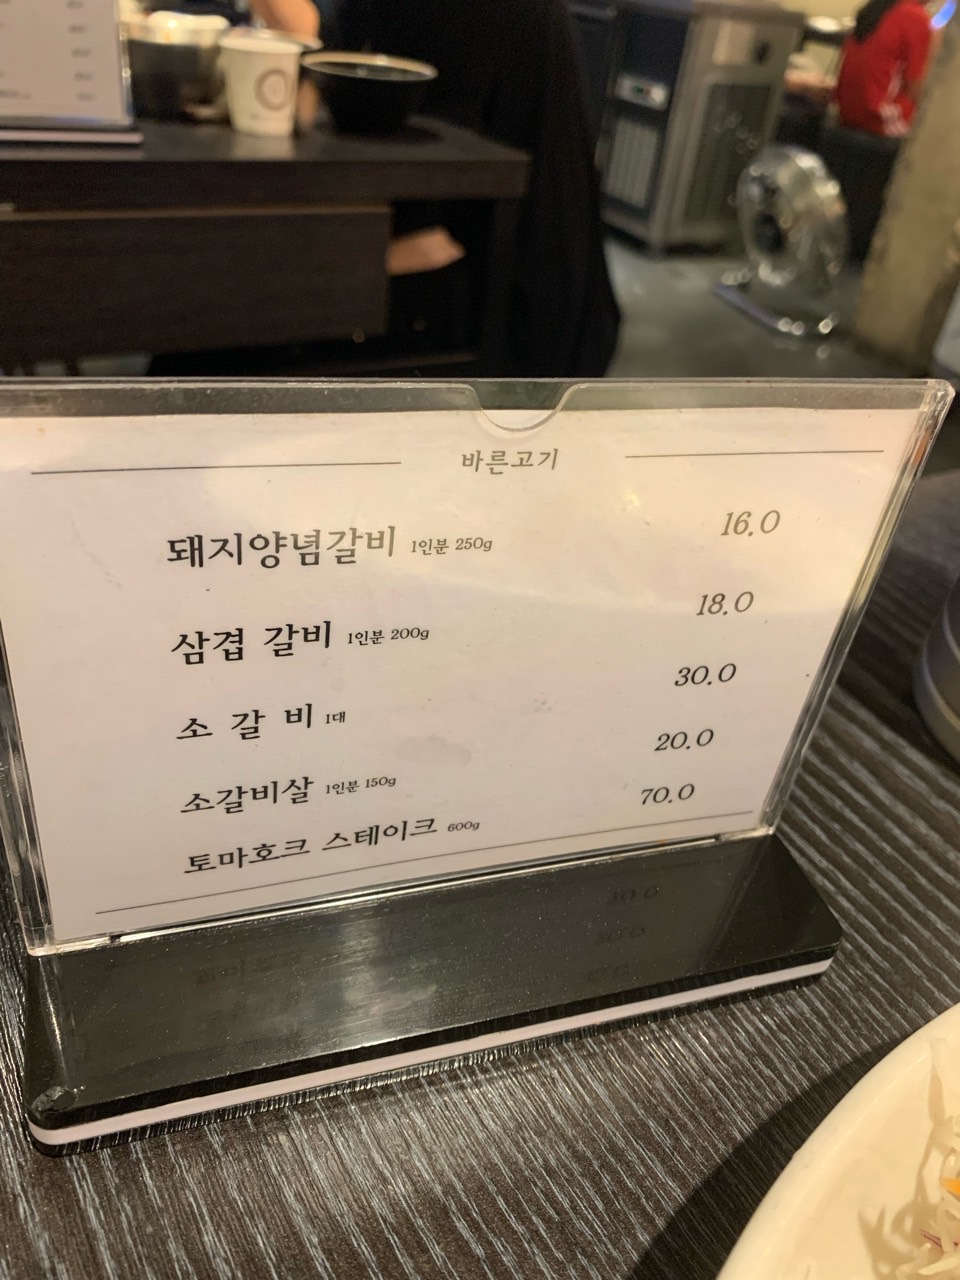 바른고기
돼지양념갈비 1인분 250g 16.0
삼겹 갈비 1인분 200g 18.0
소 갈 비 1대 30.0
소갈비살 1인분 150g 20.0
토마호크 스테이크 600g 70.0